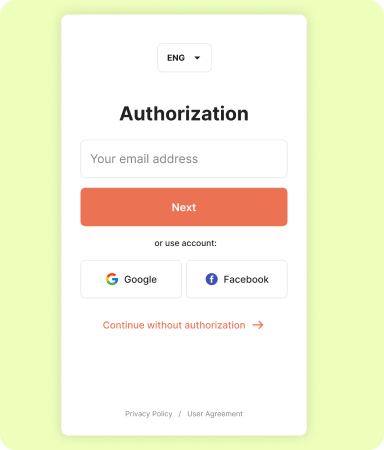 ENG
Authorization
Your email address
Next
or use account:
Google
Facebook
Continue without authorization
Privacy Policy / User Agreement